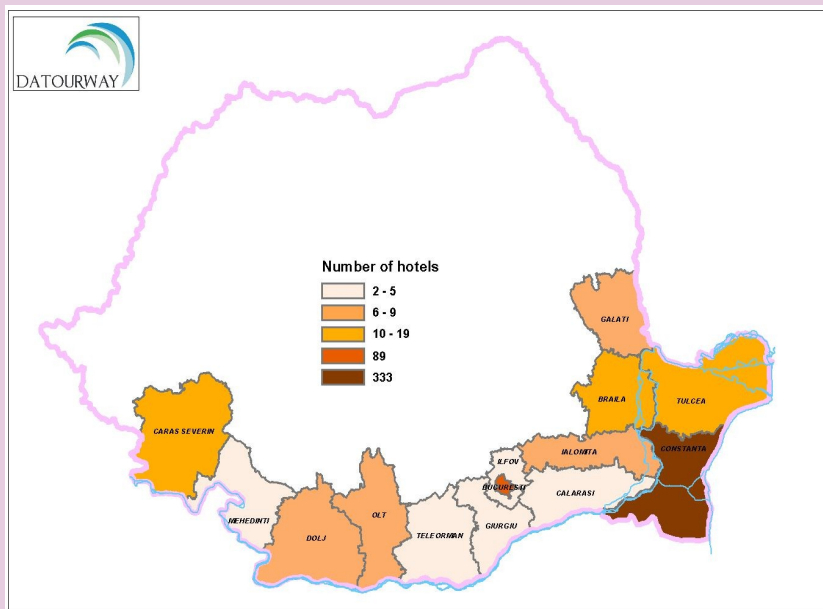 DATOURWAY
Number of hotels
2 - 5
6 - 9
10 - 19
89
333
GALATI
BRAILA
TULCEA
CARAS SEVERIN
CONSTANTA
IALOMITA
ILFOV
BUCURESTI
CALARASI
MEHEDINTI
OLT
DOLJ
TELEORMAN
GIURGIU